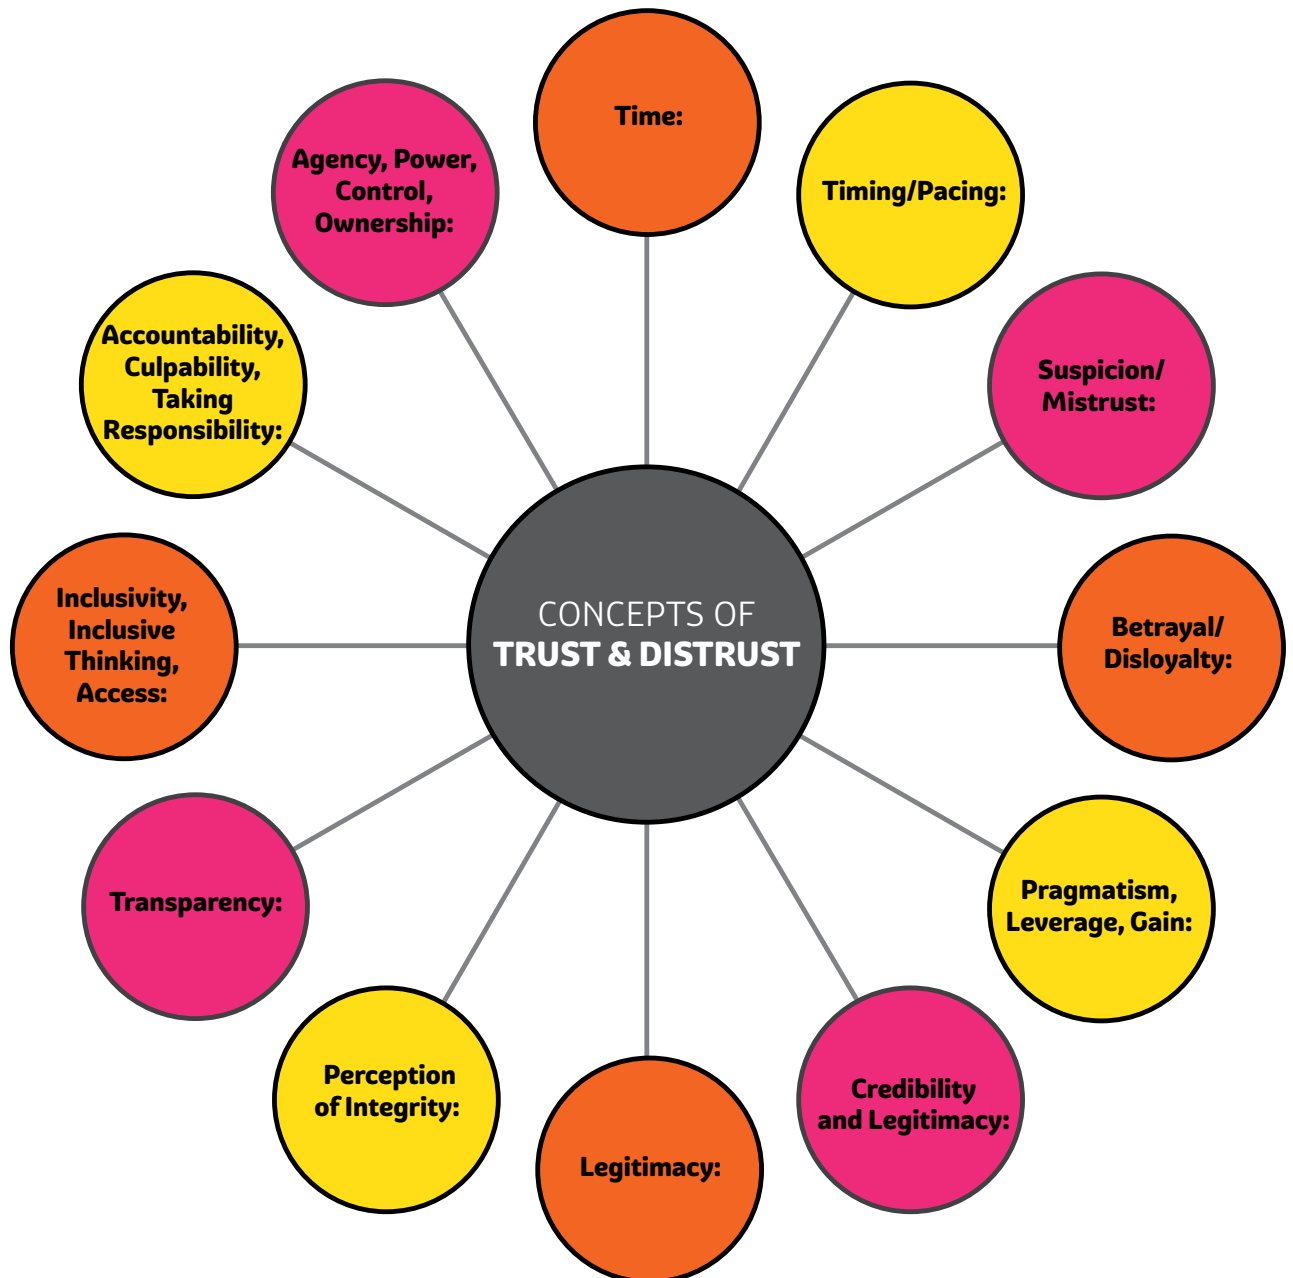 Time:
Timing/Pacing:
Suspicion/
Mistrust:
Betrayal/
Disloyalty:
Pragmatism,
Leverage, Gain:
Credibility
and Legitimacy:
Legitimacy:
Perception
of Integrity:
Transparency:
Inclusivity,
Inclusive
Thinking,
Access:
Accountability,
Culpability,
Taking
Responsibility:
Agency, Power,
Control,
Ownership:
CONCEPTS OF
TRUST & DISTRUST